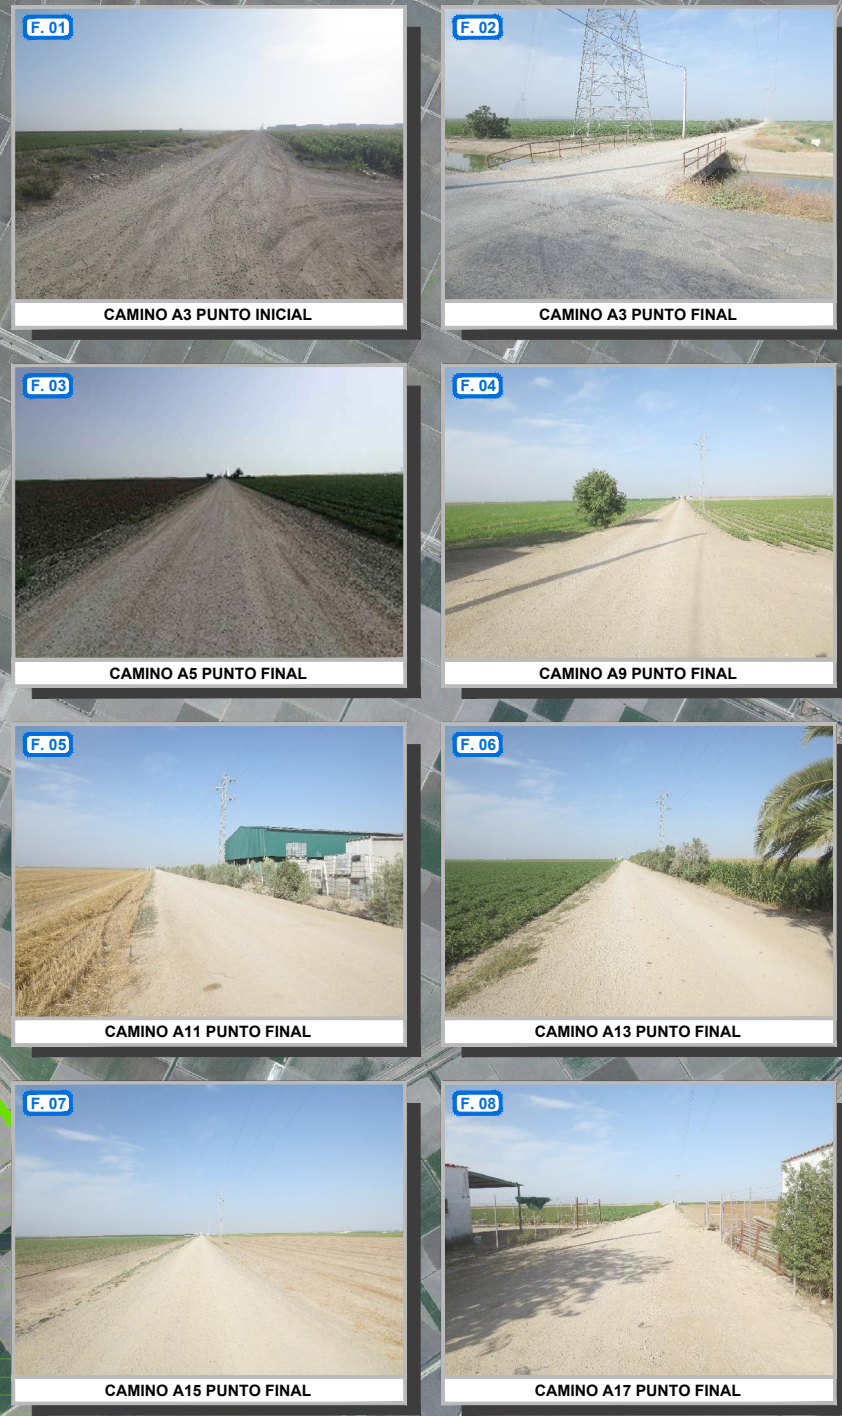 F. 01
F. 02
CAMINO A3 PUNTO INICIAL
CAMINO A3 PUNTO FINAL
F. 03
F. 04
CAMINO A5 PUNTO FINAL
CAMINO A9 PUNTO FINAL
F. 05
F. 06
CAMINO A11 PUNTO FINAL
CAMINO A13 PUNTO FINAL
F. 07
F. 08
CAMINO A15 PUNTO FINAL
CAMINO A17 PUNTO FINAL